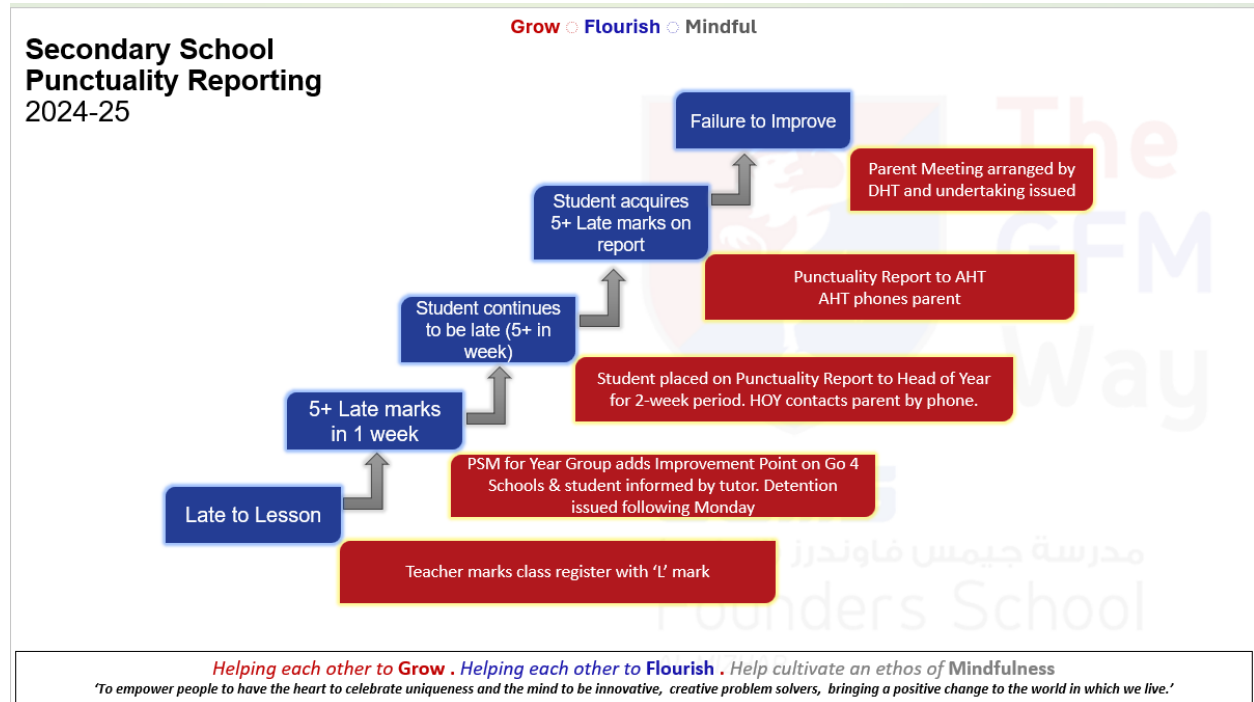 Grow ◌ Flourish ◌ Mindful
Secondary School
Punctuality Reporting
2024-25
Failure to Improve
Parent Meeting arranged by
DHT and undertaking issued
Student acquires
5+ Late marks on
report
Punctuality Report to AHT
AHT phones parent
Student continues
to be late (5+ in
week)
Student placed on Punctuality Report to Head of Year
for 2-week period. HOY contacts parent by phone.
5+ Late marks
in 1 week
PSM for Year Group adds Improvement Point on Go 4
Schools & student informed by tutor. Detention
issued following Monday
Late to Lesson
Teacher marks class register with ‘L’ mark
The
GFM
Way
مدرسة جيمس فاوندرز
Founders School
Helping each other to Grow . Helping each other to Flourish . Help cultivate an ethos of Mindfulness
‘To empower people to have the heart to celebrate uniqueness and the mind to be innovative, creative problem solvers, bringing a positive change to the world in which we live.’